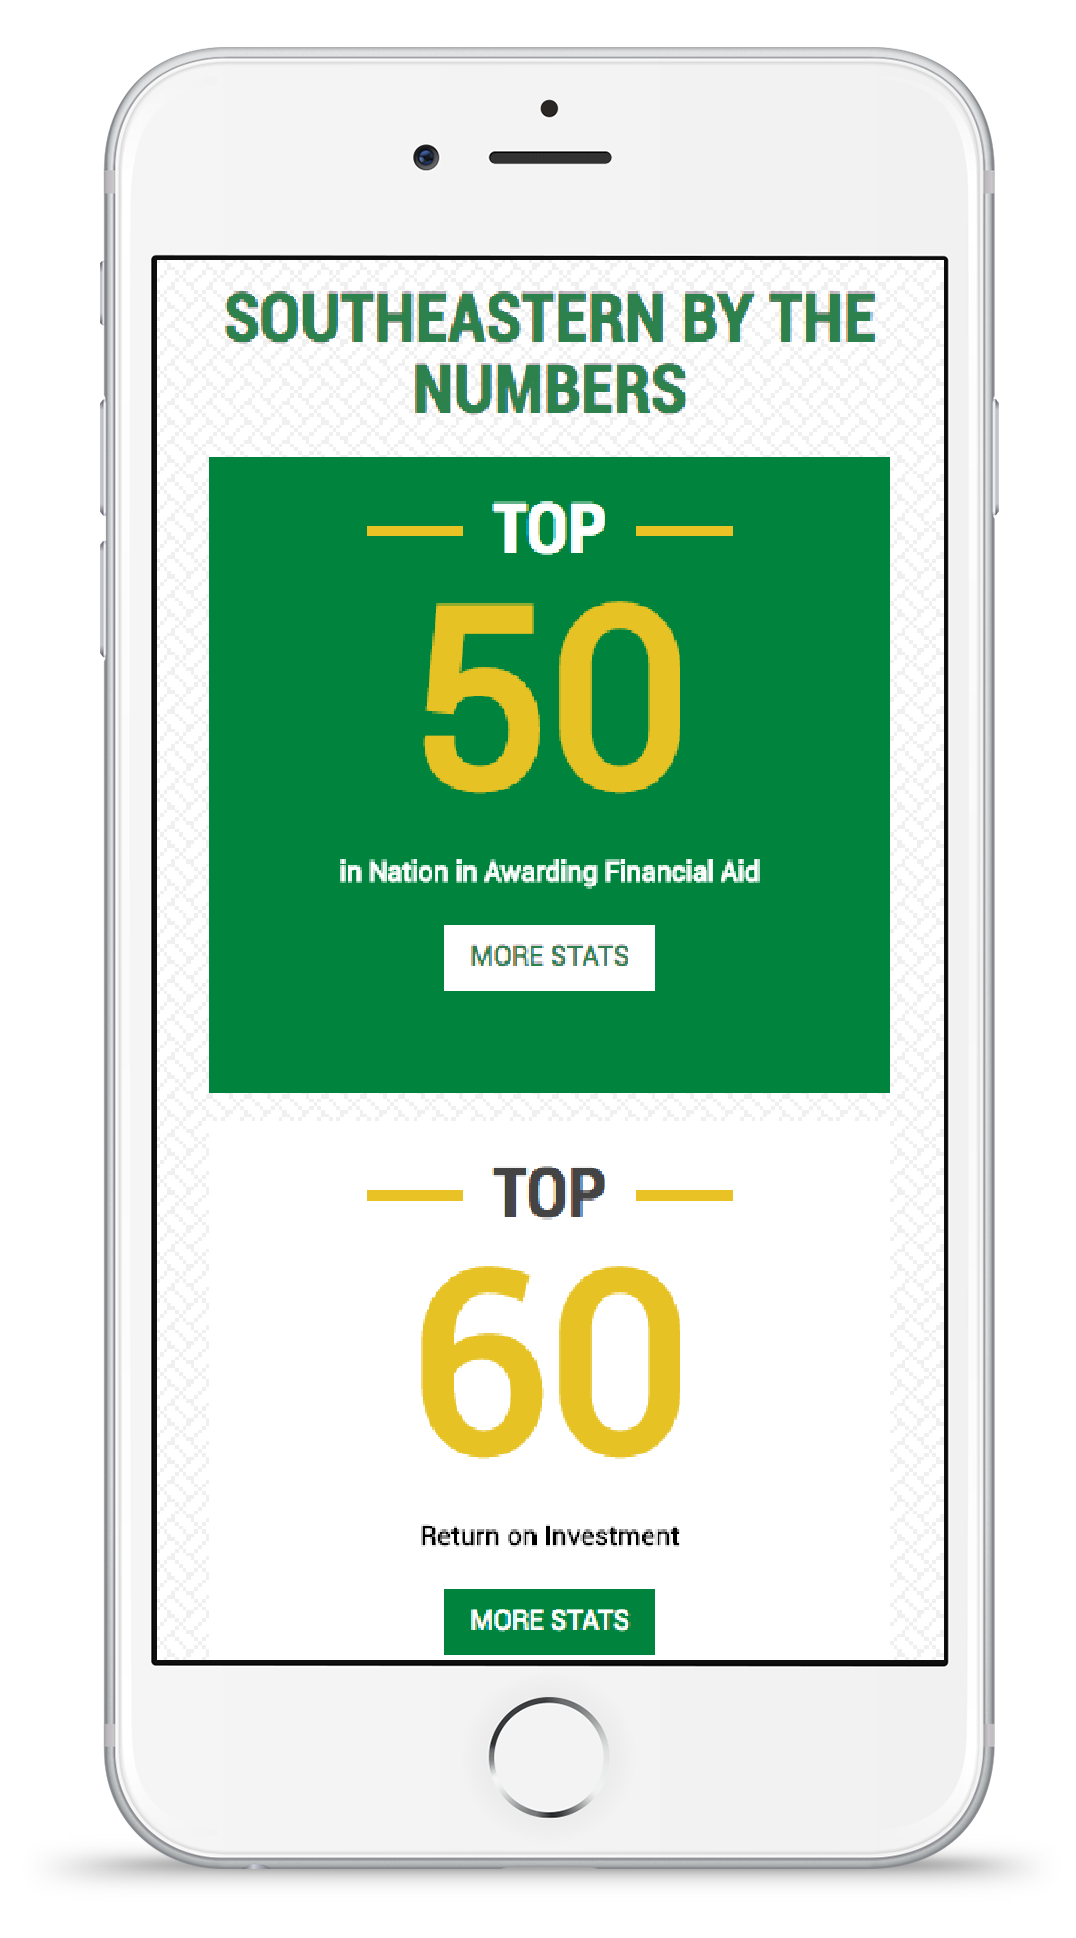 SOUTHEASTERN BY THE
NUMBERS
TOP
50
in Nation in Awarding Financial Aid
MORE STATS
TOP
60
Return on Investment
MORE STATS